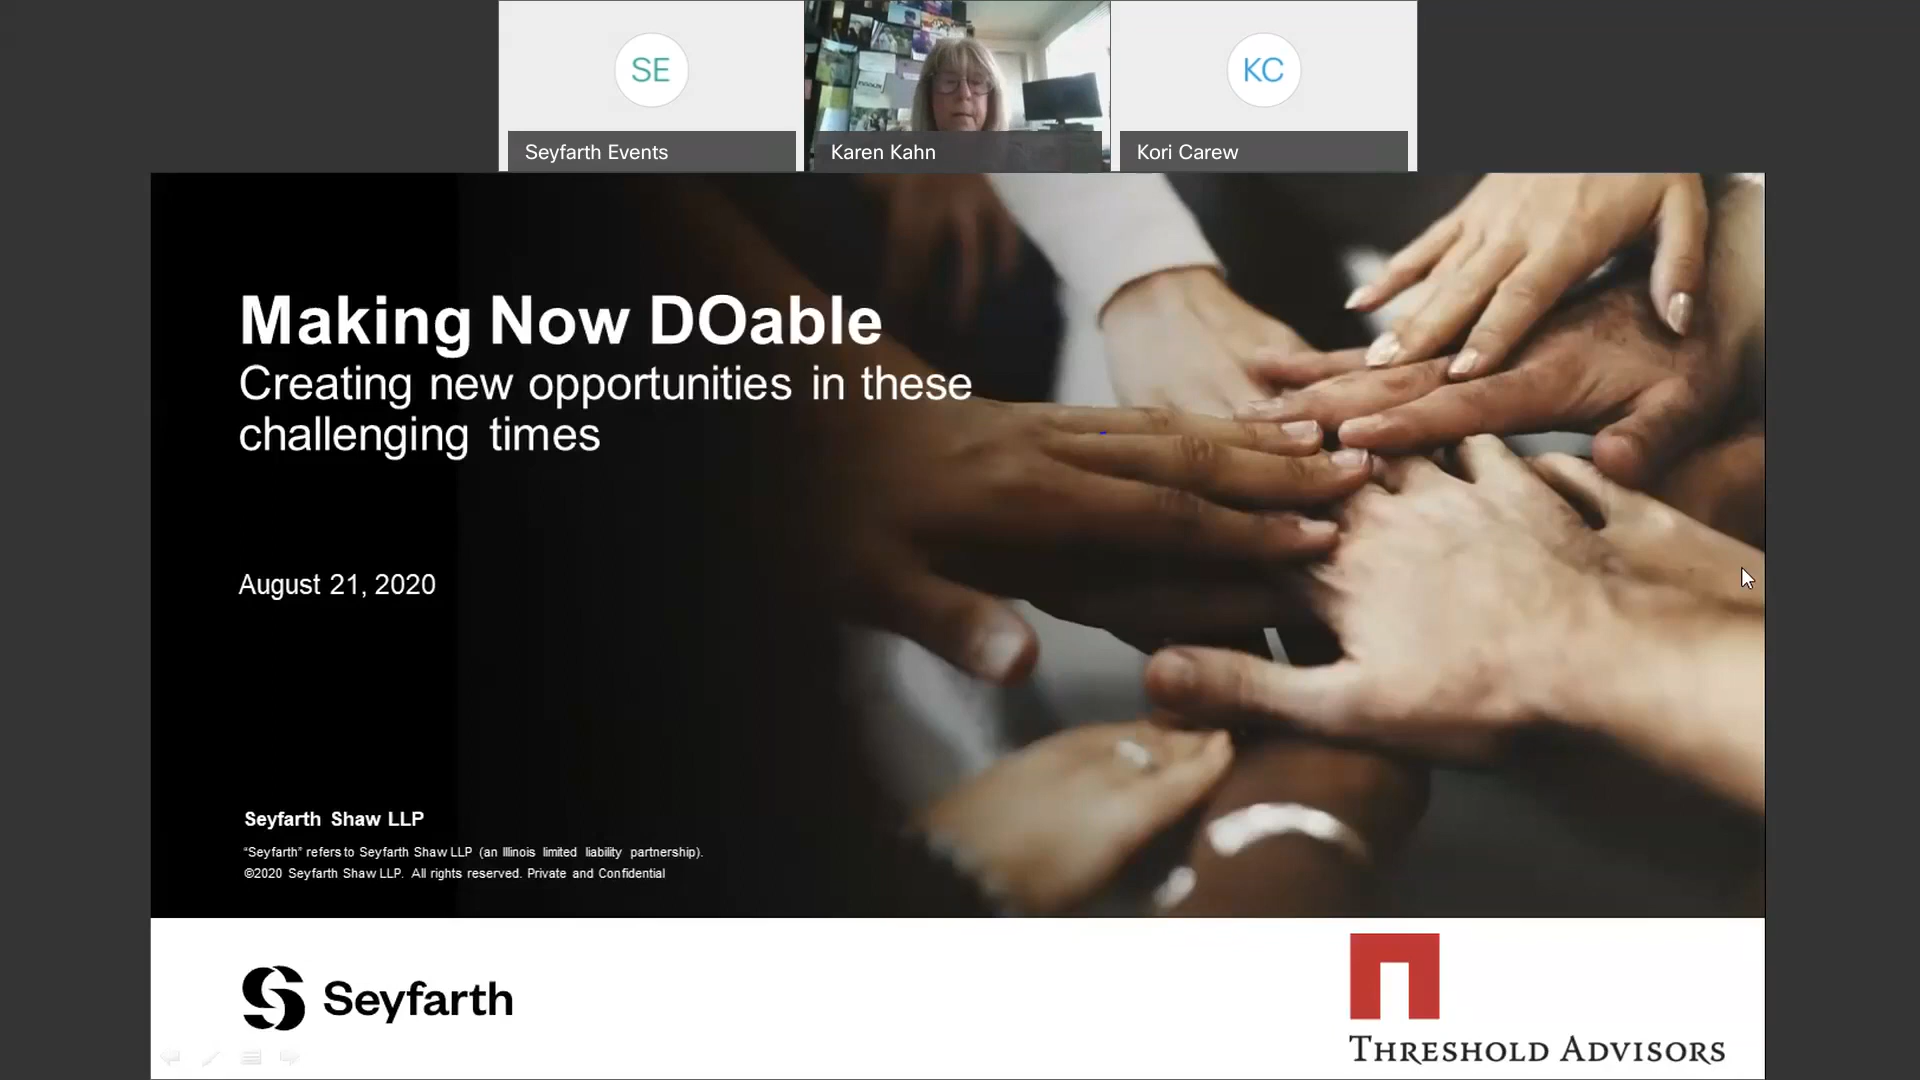 SE
KC
Seyfarth Events
Karen Kahn
Kori Carew
Making Now DOable
Creating new opportunities in these
challenging times
August 21, 2020
Seyfarth Shaw LLP
“Seyfarth” refers to Seyfarth Shaw LLP (an Illinois limited liability partnership).
©2020 Seyfarth Shaw LLP. All rights reserved. Private and Confidential
Seyfarth
THRESHOLD ADVISORS